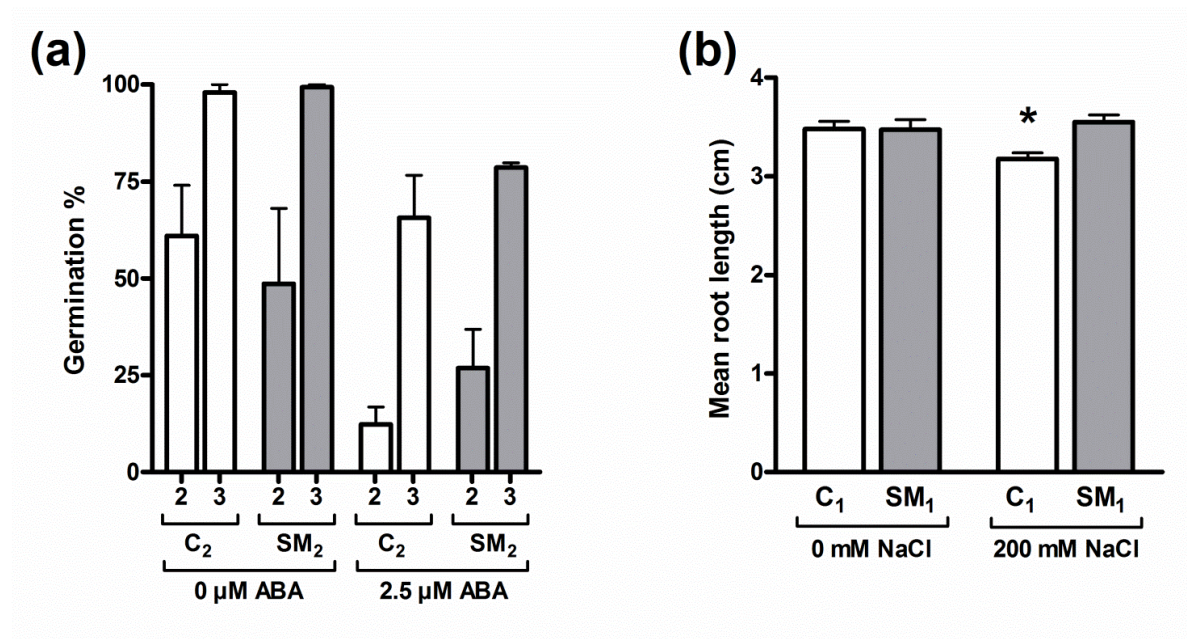 (a)
Germination %
100
75
50
25
0
2 3 2 3 2 3 2 3
C₂ SM₂ C₂ SM₂
0 µM ABA 2.5 µM ABA
(b)
Mean root length (cm)
4
3
2
1
0
*
C₁ SM₁ C₁ SM₁
0 mM NaCl 200 mM NaCl